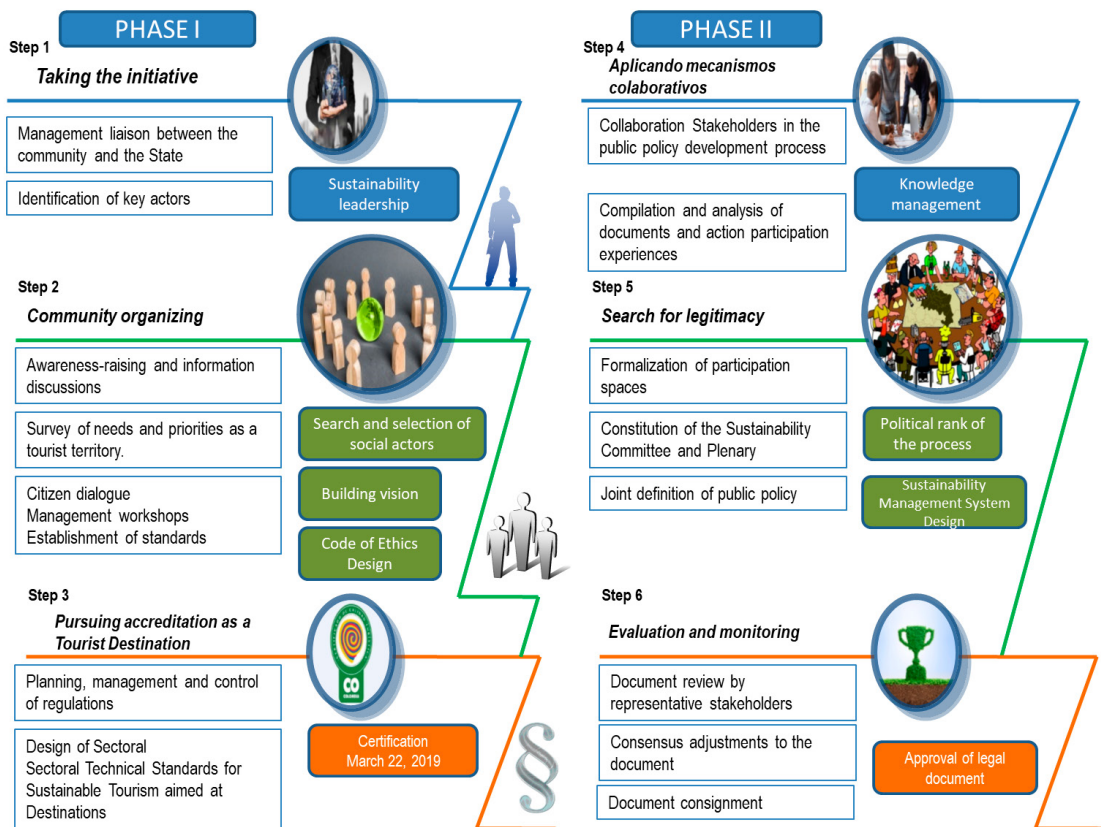 PHASE I
Step 1
Taking the initiative
Management liaison between the
community and the State
Identification of key actors
Sustainability
leadership
Step 2
Community organizing
Awareness-raising and information
discussions
Survey of needs and priorities as a
tourist territory.
Citizen dialogue
Management workshops
Establishment of standards
Search and selection of
social actors
Building vision
Code of Ethics
Design
Step 3
Pursuing accreditation as a
Tourist Destination
Planning, management and control
of regulations
Design of Sectoral
Sectoral Technical Standards for
Sustainable Tourism aimed at
Destinations
CO
Certification
March 22, 2019
§
PHASE II
Step 4
Aplicando mecanismos
colaborativos
Collaboration Stakeholders in the
public policy development process
Compilation and analysis of
documents and action participation
experiences
Knowledge
management
Step 5
Search for legitimacy
Formalization of participation
spaces
Constitution of the Sustainability
Committee and Plenary
Joint definition of public policy
Political rank of
the process
Sustainability
Management System
Design
Step 6
Evaluation and monitoring
Document review by
representative stakeholders
Consensus adjustments to the
document
Document consignment
Approval of legal
document